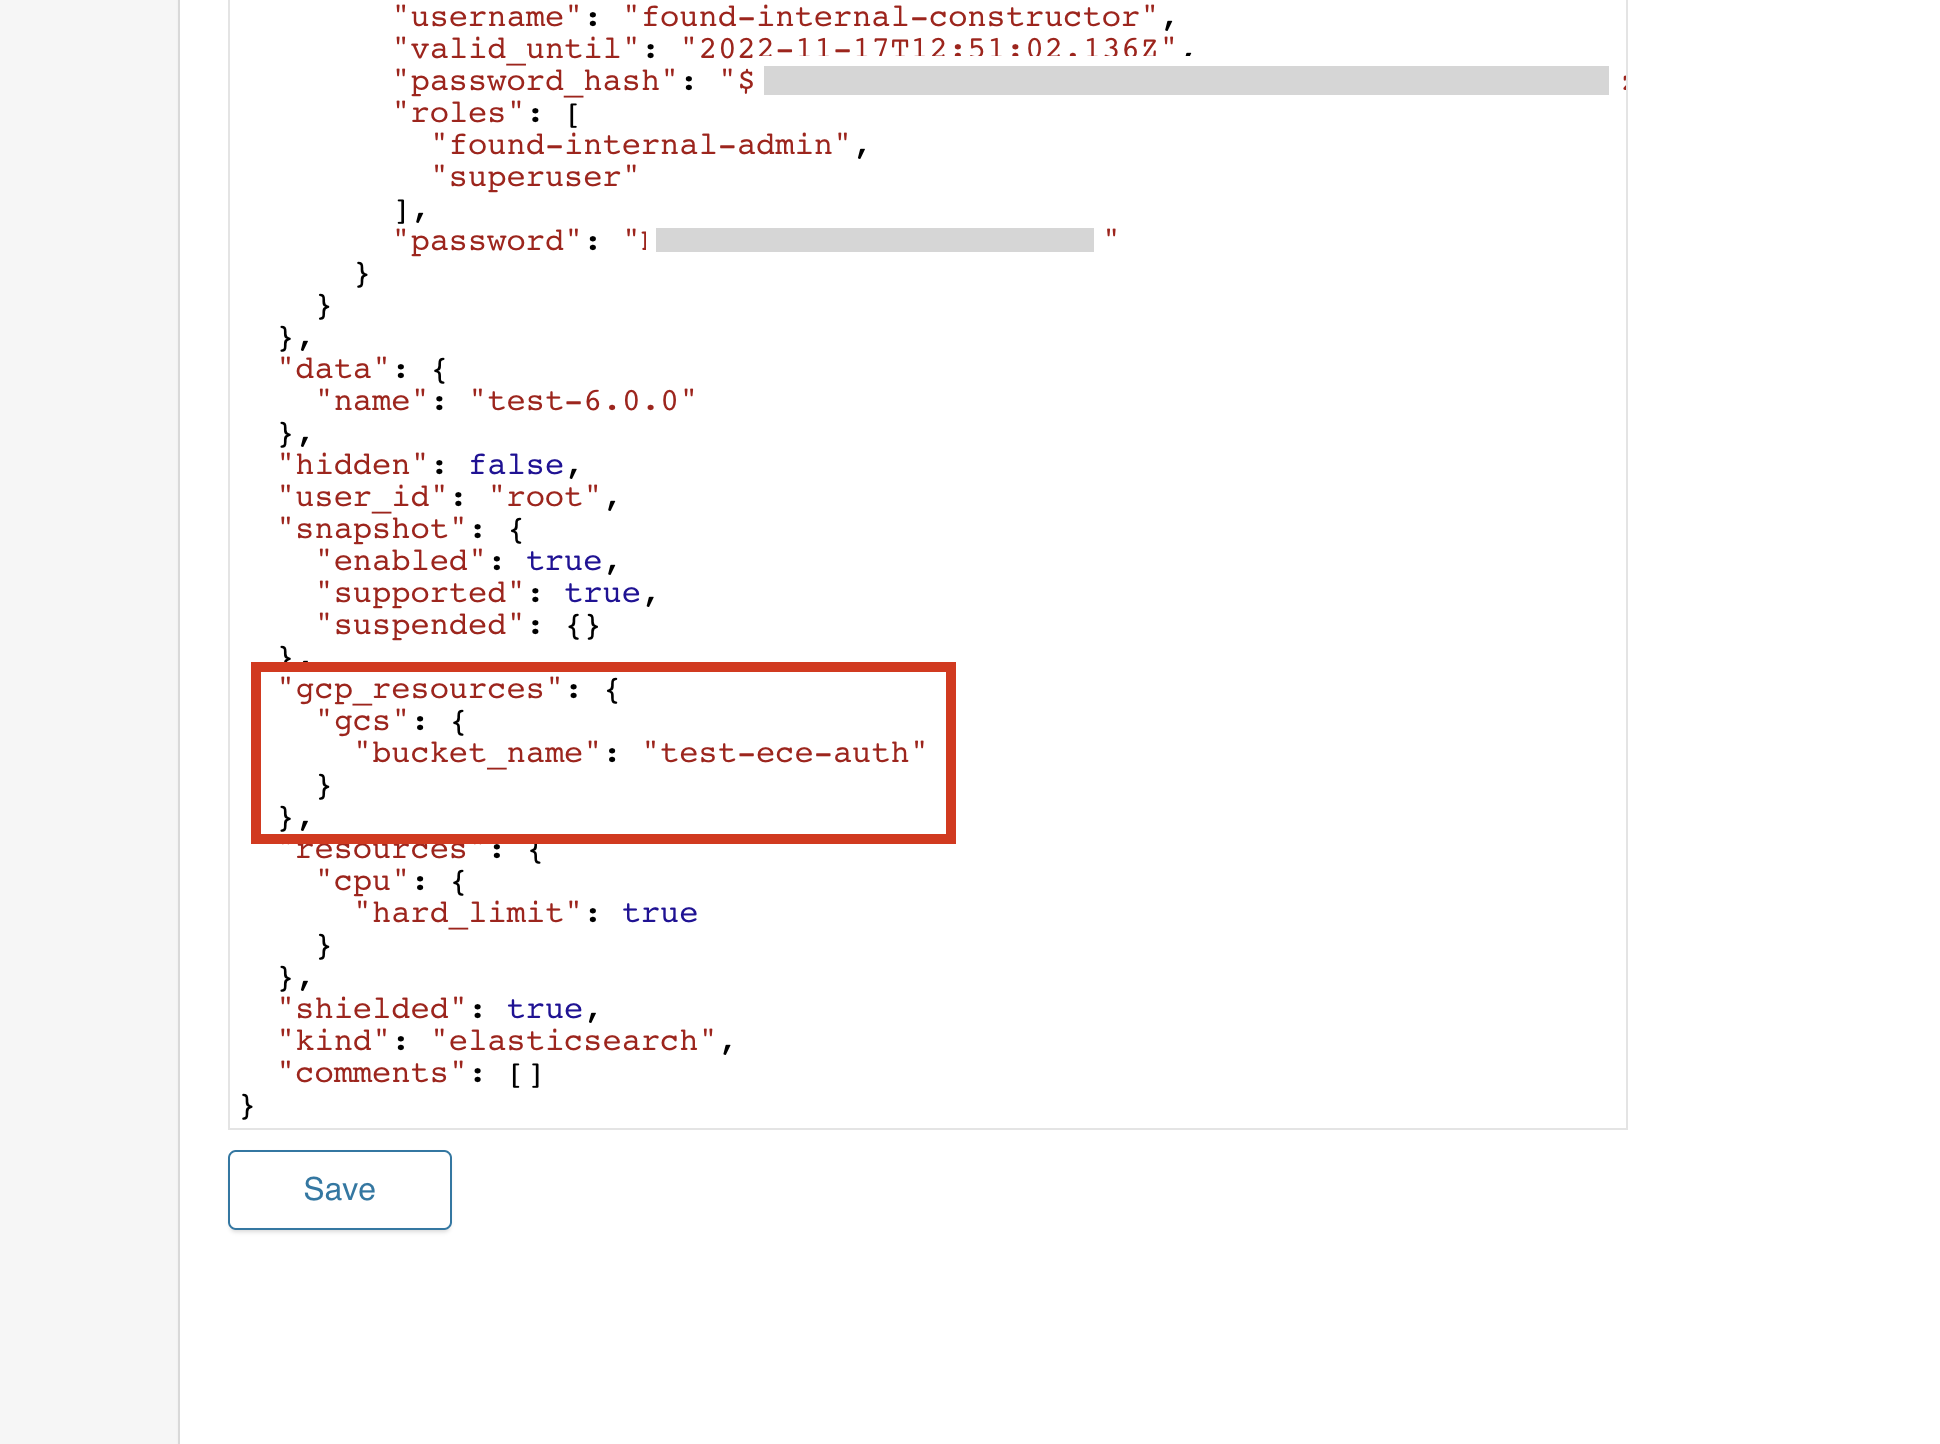 "username": "found-internal-constructor",
"valid_until": "2022-11-17T12:51:02.136Z",
"password_hash": "$
"roles": [
"found-internal-admin",
"superuser"
],
"password": "
"
}
}
},
"data": {
"name": "test-6.0.0"
},
"hidden": false,
"user_id": "root",
"snapshot": {
"enabled": true,
"supported": true,
"suspended": {}
},
"gcp_resources": {
"gcs": {
"bucket_name": "test-ece-auth"
}
},
"resources": {
"cpu": {
"hard_limit": true
}
},
"shielded": true,
"kind": "elasticsearch",
"comments": []
}
Save